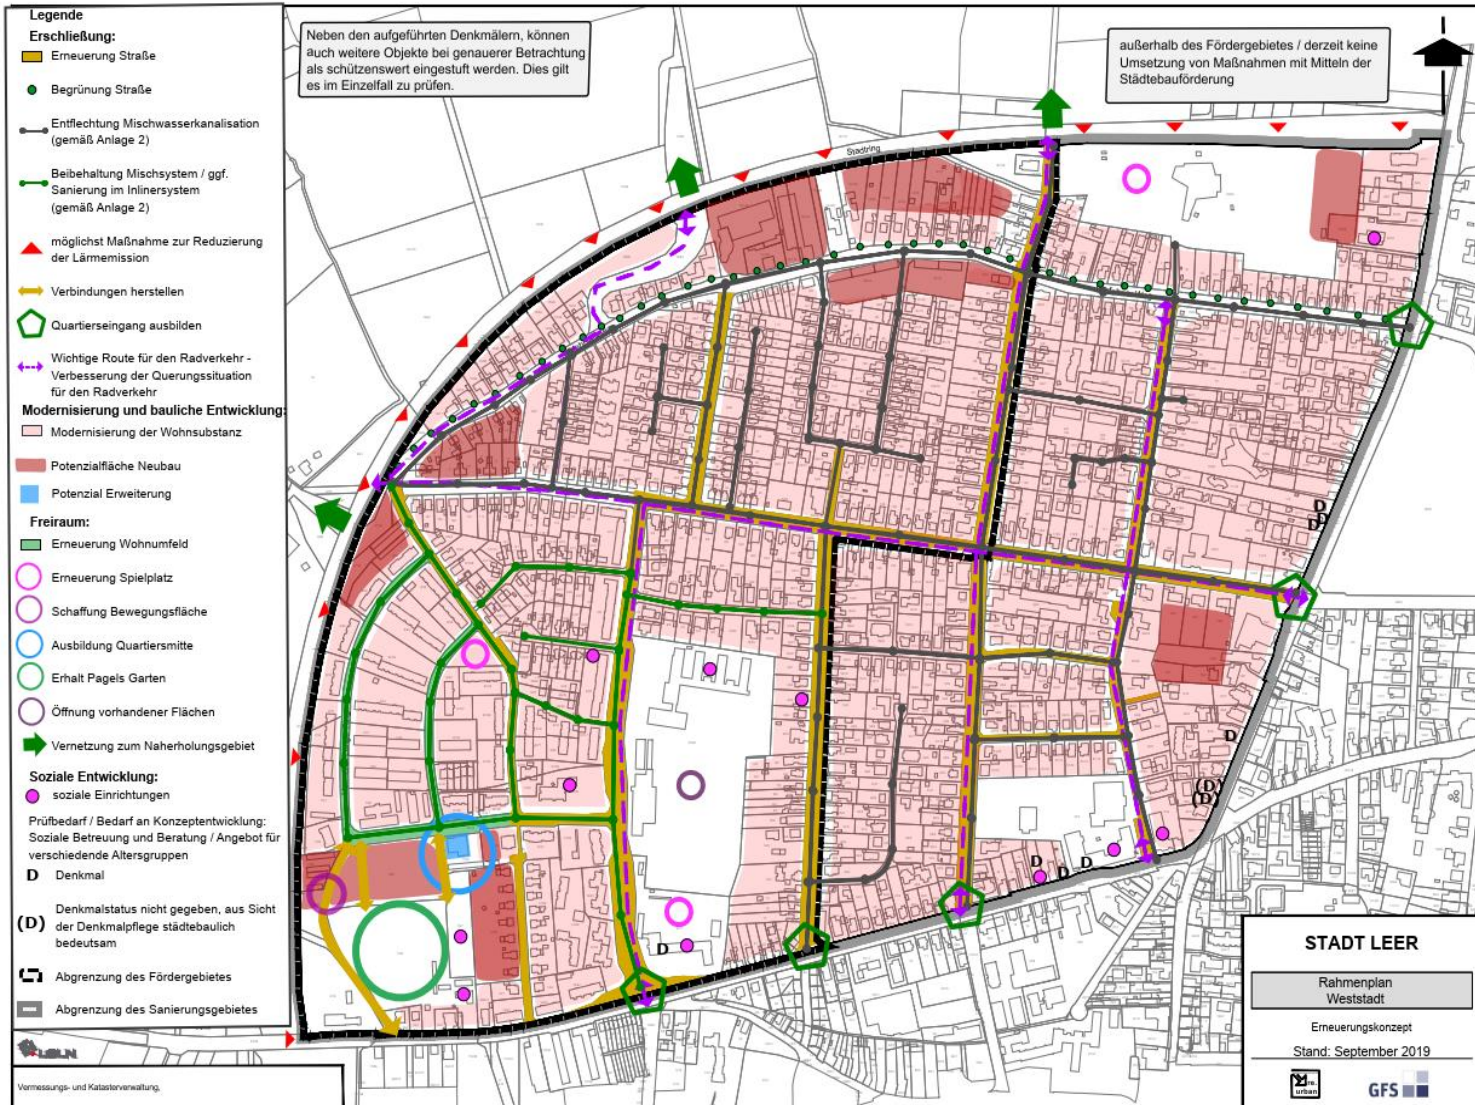 Legende
Erschließung:
Erneuerung Straße
Begrünung Straße
Entflechtung Mischwasserkanalisation
(gemäß Anlage 2)
Beibehaltung Mischsystem / ggf.
Sanierung im Inlinersystem
(gemäß Anlage 2)
möglichst Maßnahme zur Reduzierung
der Lärmemission
Verbindungen herstellen
Quartierseingang ausbilden
Wichtige Route für den Radverkehr -
Verbesserung der Querungssituation
für den Radverkehr
Modernisierung und bauliche Entwicklung:
Modernisierung der Wohnsubstanz
Potenzialfläche Neubau
Potenzial Erweiterung
Freiraum:
Erneuerung Wohnumfeld
Erneuerung Spielplatz
Schaffung Bewegungsfläche
Ausbildung Quartiersmitte
Erhalt Pagels Garten
Öffnung vorhandener Flächen
Vernetzung zum Naherholungsgebiet
Soziale Entwicklung:
soziale Einrichtungen
Prüfbedarf / Bedarf an Konzeptentwicklung:
Soziale Betreuung und Beratung / Angebot für
verschiedende Altersgruppen
D Denkmal
(D) Denkmalstatus nicht gegeben, aus Sicht
der Denkmalpflege städtebaulich
bedeutsam
Abgrenzung des Fördergebietes
Abgrenzung des Sanierungsgebietes
LGLN
Vermessungs- und Katasterverwaltung,
Neben den aufgeführten Denkmälern, können
auch weitere Objekte bei genauerer Betrachtung
als schützenswert eingestuft werden. Dies gilt
es im Einzelfall zu prüfen.
außerhalb des Fördergebietes / derzeit keine
Umsetzung von Maßnahmen mit Mitteln der
Städtebauförderung
Stadtring
D
D
D
D
(D)
(D)
D
D
D
D
STADT LEER
Rahmenplan
Weststadt
Erneuerungskonzept
Stand: September 2019
re.
urban
GFS